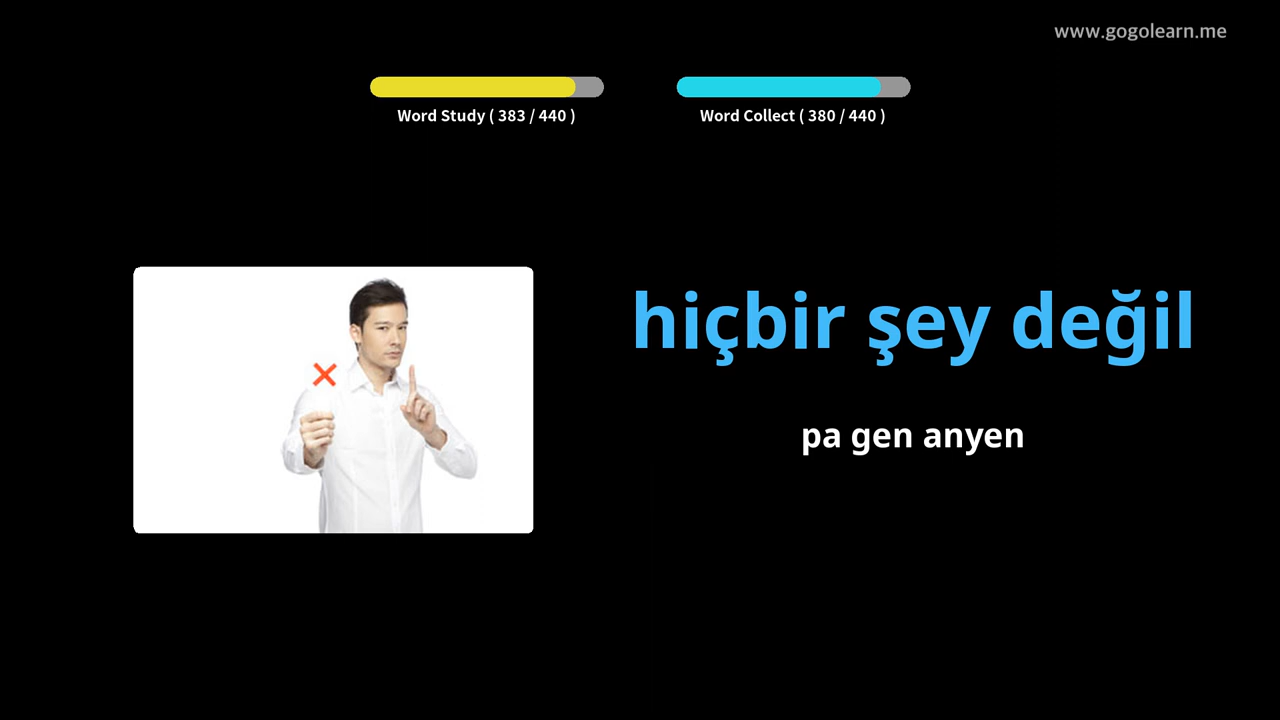 www.gogolearn.me
Word Study ( 383 / 440 )
Word Collect ( 380 / 440 )
hiçbir şey değil
pa gen anyen